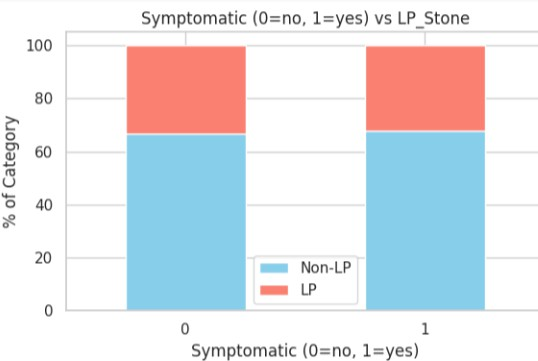 Symptomatic (0=no, 1=yes) vs LP_Stone
100
80
60
40
20
0
% of Category
Non-LP
LP
0 1
Symptomatic (0=no, 1=yes)